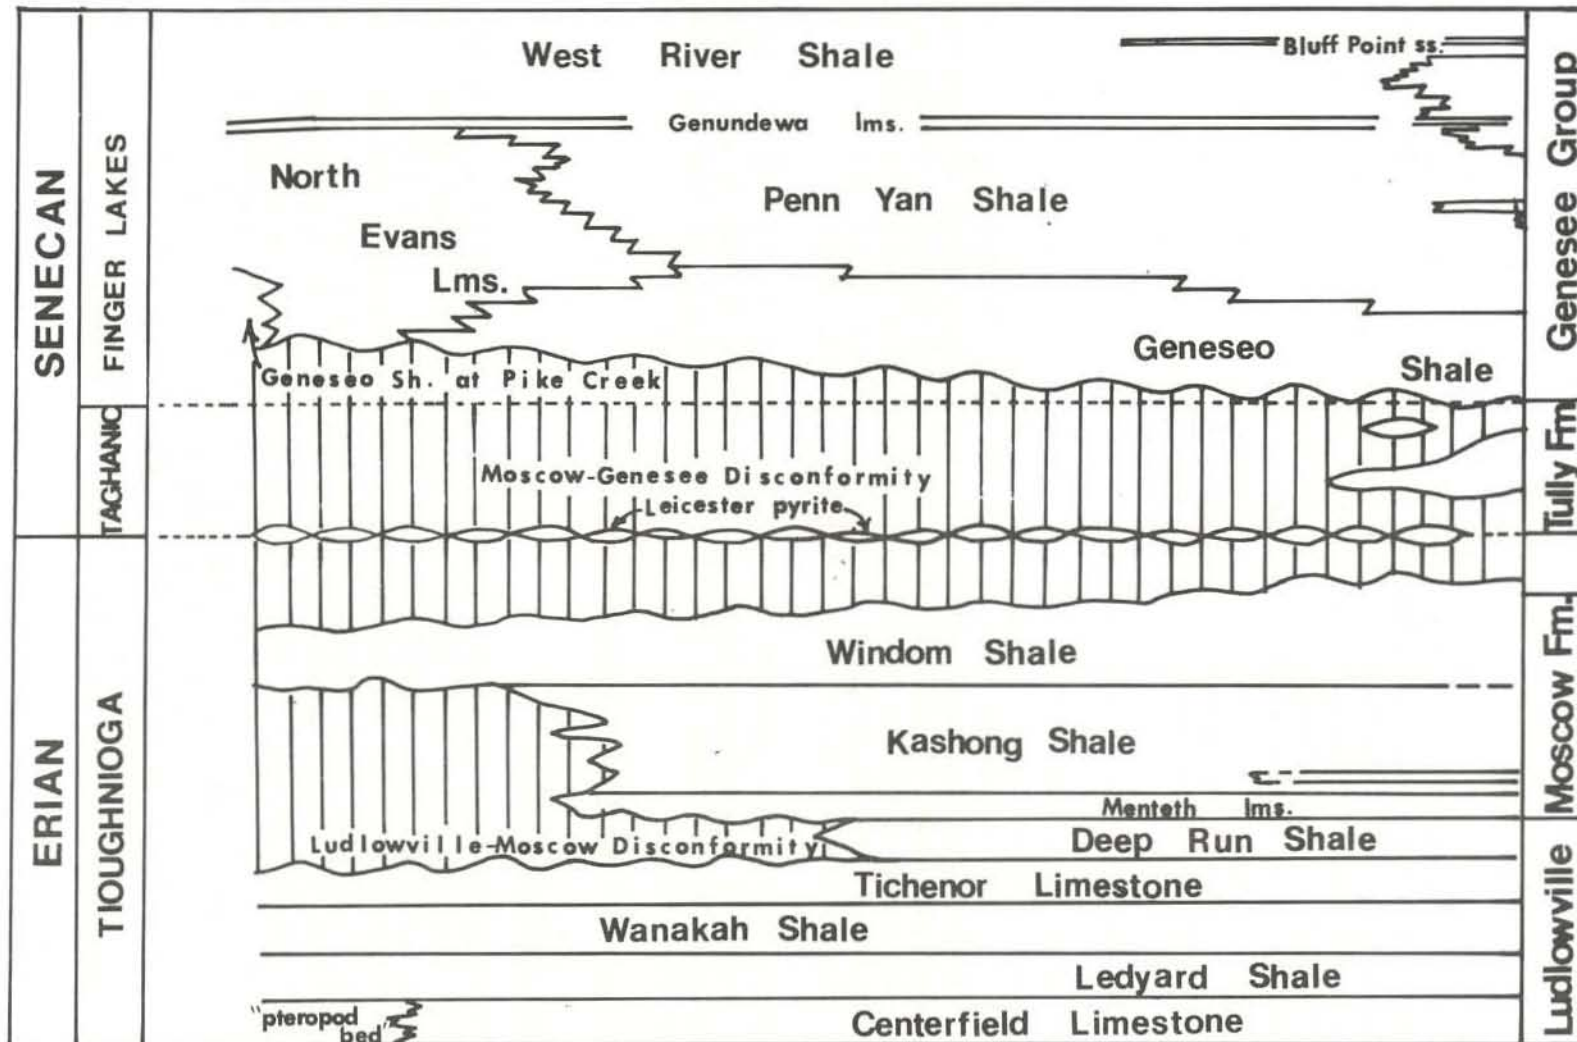 SENECAN
ERIAN
FINGER LAKES
TAGHANIC
TIOUGHNIOGA
West River Shale
Bluff Point ss.
Genundewa lms.
North
Evans
Lms.
Penn Yan Shale
Geneseo
Shale
Geneseo Sh. at Pike Creek
Moscow-Genesee Disconformity
Leicester pyrite
Windom Shale
Kashong Shale
Menteth lms.
Ludlowville-Moscow Disconformity
Deep Run Shale
Tichenor Limestone
Wanakah Shale
Ledyard Shale
"pteropod
bed"
Centerfield Limestone
Genesee Group
Tully Fm.
Moscow Fm.
Ludlowville